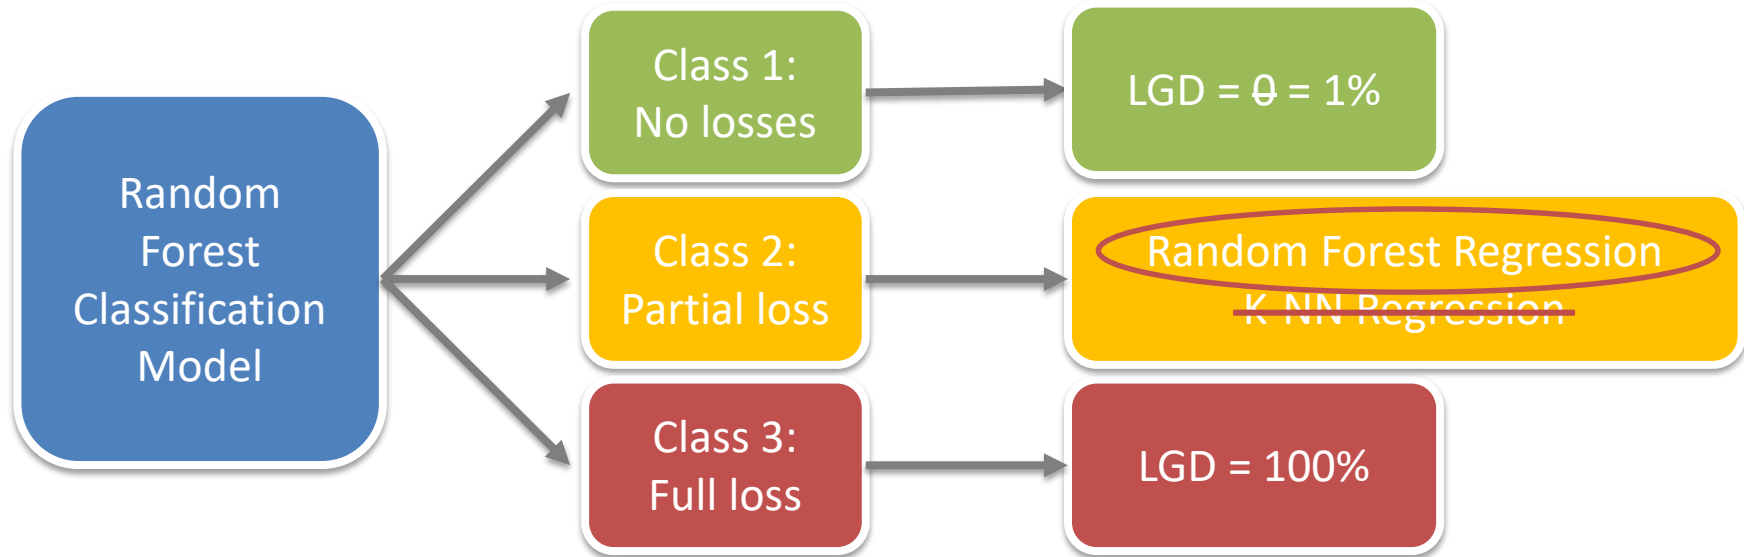 Random
Forest
Classification
Model
Class 1:
No losses
LGD = 0 = 1%
Class 2:
Partial loss
Random Forest Regression
K-NN Regression
Class 3:
Full loss
LGD = 100%